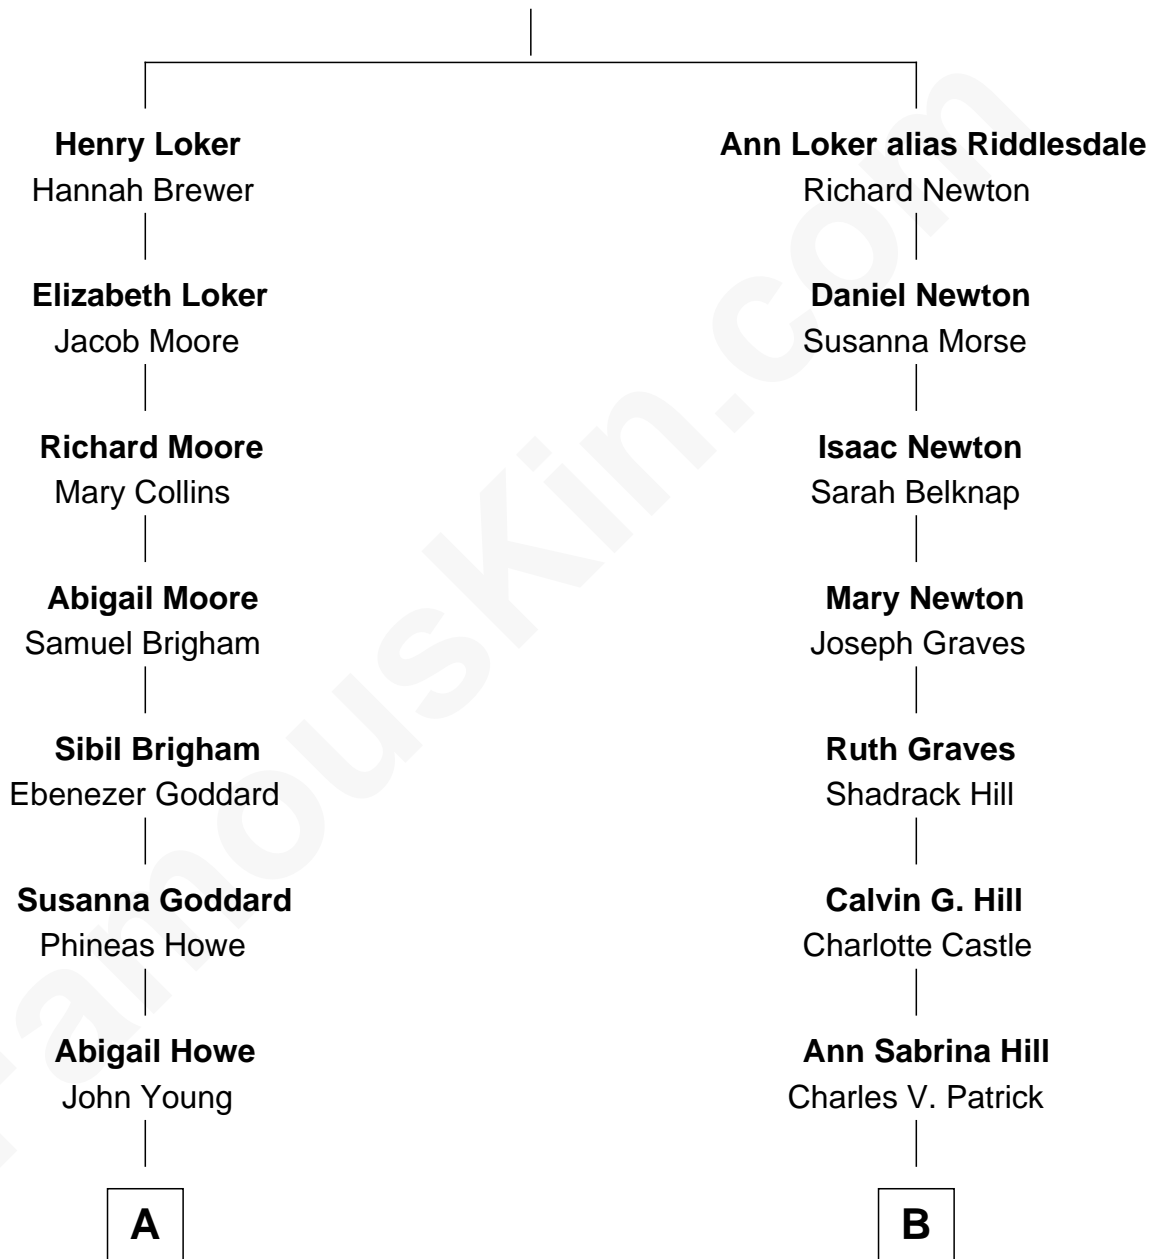 Henry Loker
Hannah Brewer
Elizabeth Loker
Jacob Moore
Richard Moore
Mary Collins
Abigail Moore
Samuel Brigham
Sibil Brigham
Ebenezer Goddard
Susanna Goddard
Phineas Howe
Abigail Howe
John Young
A
Ann Loker alias Riddlesdale
Richard Newton
Daniel Newton
Susanna Morse
Isaac Newton
Sarah Belknap
Mary Newton
Joseph Graves
Ruth Graves
Shadrack Hill
Calvin G. Hill
Charlotte Castle
Ann Sabrina Hill
Charles V. Patrick
B
FamousKin.com